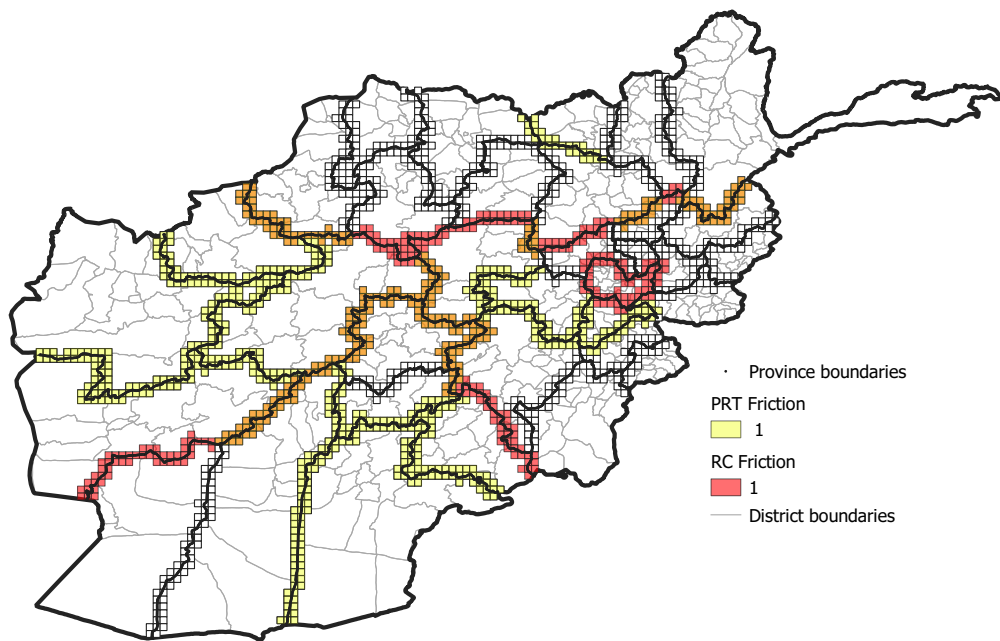 Province boundaries
PRT Friction
1
RC Friction
1
District boundaries